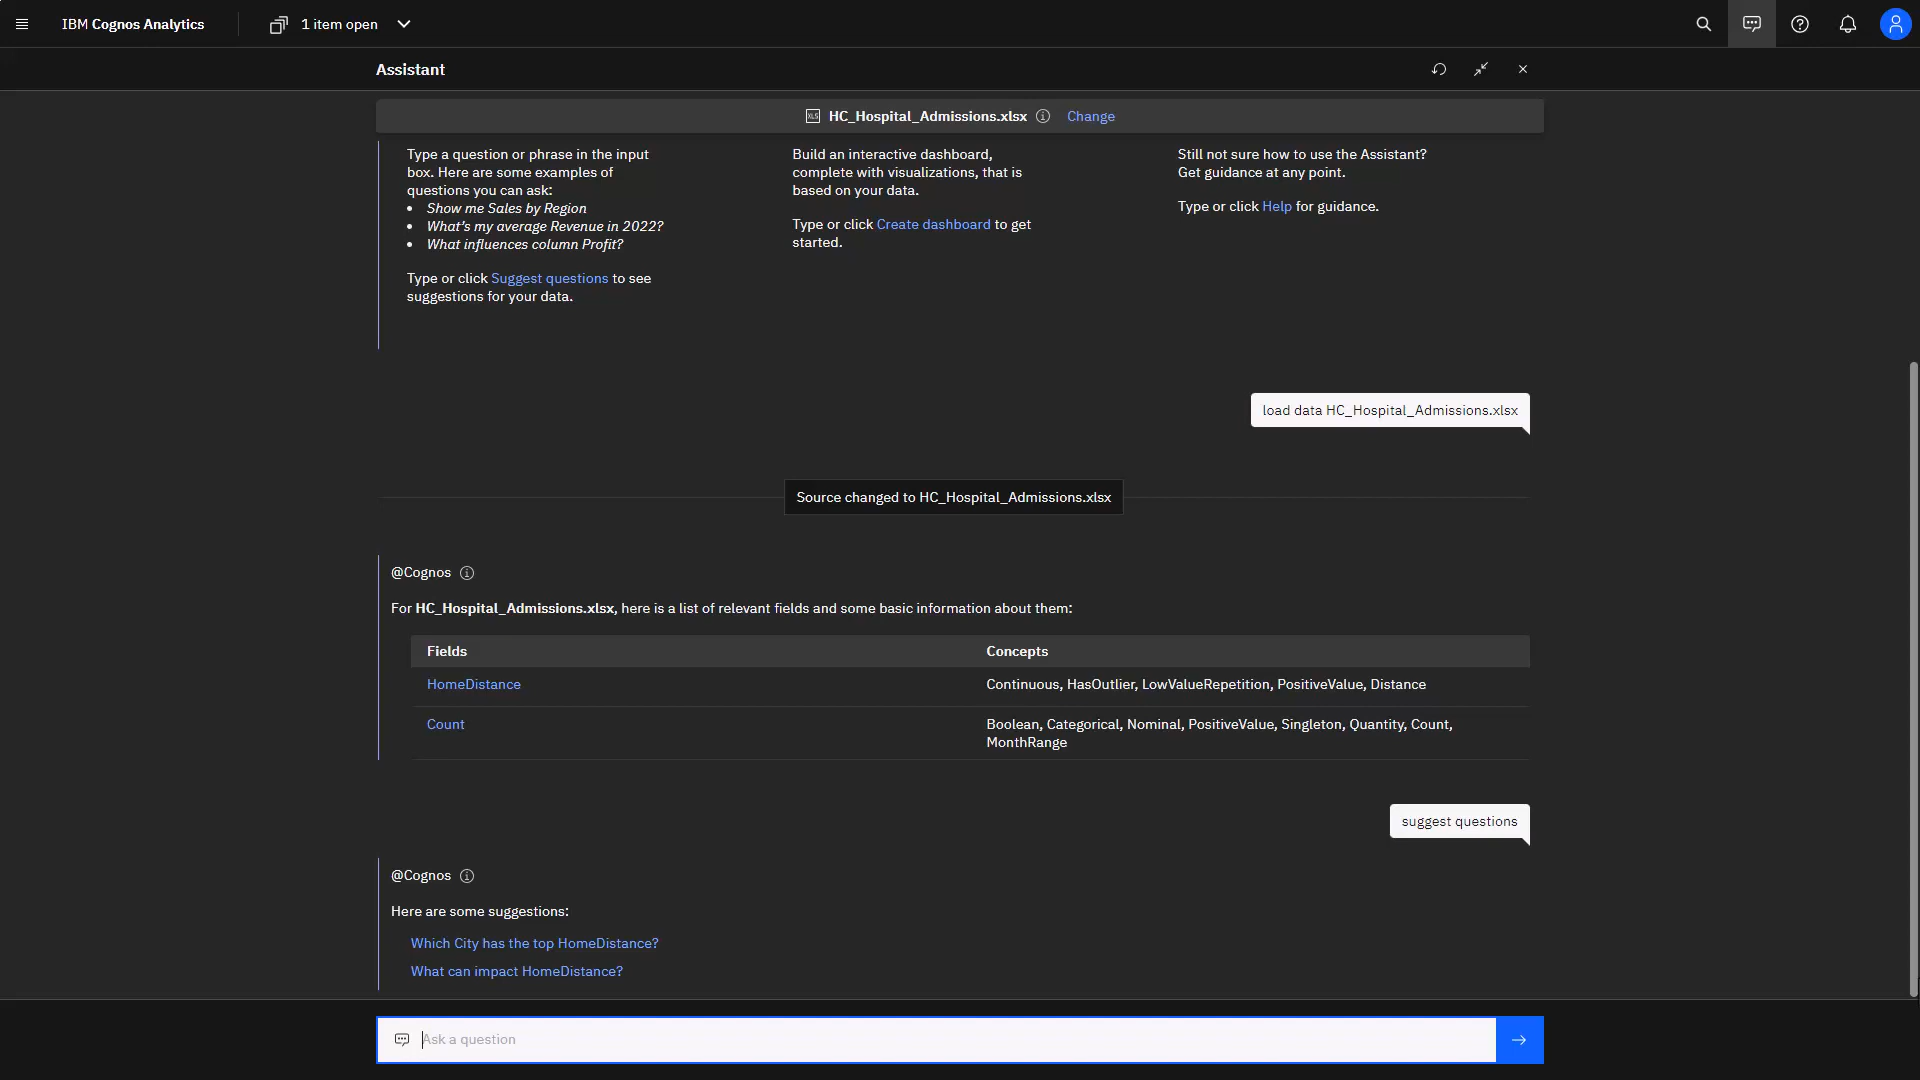 IBM Cognos Analytics
1 item open
Assistant
XLS
HC_Hospital_Admissions.xlsx
Change
Type a question or phrase in the input
box. Here are some examples of
questions you can ask:
• Show me Sales by Region
• What's my average Revenue in 2022?
• What influences column Profit?
Type or click Suggest questions to see
suggestions for your data.
Build an interactive dashboard,
complete with visualizations, that is
based on your data.
Type or click Create dashboard to get
started.
Still not sure how to use the Assistant?
Get guidance at any point.
Type or click Help for guidance.
load data HC_Hospital_Admissions.xlsx
Source changed to HC_Hospital_Admissions.xlsx
@Cognos
For HC_Hospital_Admissions.xlsx, here is a list of relevant fields and some basic information about them:
Fields Concepts
HomeDistance Continuous, HasOutlier, LowValueRepetition, PositiveValue, Distance
Count Boolean, Categorical, Nominal, PositiveValue, Singleton, Quantity, Count,
MonthRange
suggest questions
@Cognos
Here are some suggestions:
Which City has the top HomeDistance?
What can impact HomeDistance?
Ask a question